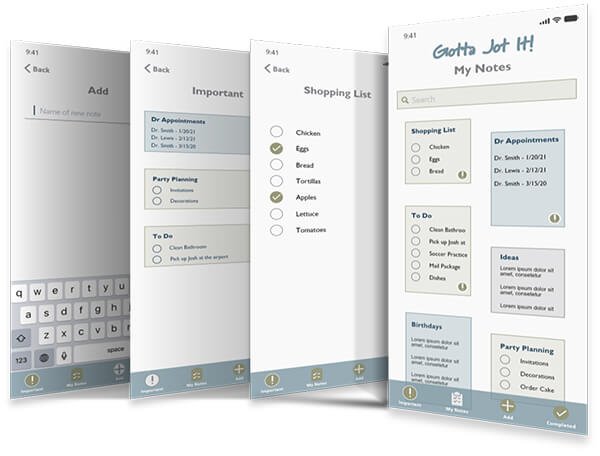 9:41
Back
Add
Name of new note
q w e r t y u
a s d f g h
z x c v
123
space
Important
My Notes
Add
9:41
Back
Important
Dr Appointments
Dr. Smith - 1/20/21
Dr. Lewis - 2/12/21
Dr. Smith - 3/15/20
Party Planning
Invitations
Decorations
To Do
Clean Bathroom
Pick up Josh at the airport
Important
My Notes
Add
9:41
Back
Shopping List
Chicken
Eggs
Bread
Tortillas
Apples
Lettuce
Tomatoes
Important
My Notes
Add
9:41
Gotta Jot It!
My Notes
Search
Shopping List
Chicken
Eggs
Bread
Dr Appointments
Dr. Smith - 1/20/21
Dr. Lewis - 2/12/21
Dr. Smith - 3/15/20
To Do
Clean Bathroo
Pick up Josh at
Soccer Practice
Mail Package
Dishes
Ideas
Lorem ipsum dolor sit
amet, consectetur
Lorem ipsum dolor sit
amet, consectetur
Birthdays
Lorem ipsum dolor sit
amet, consectetur
Lorem ipsum dolor sit
amet, consectetur
Party Planning
Invitations
Decorations
Order Cake
Important
My Notes
Add
Completed